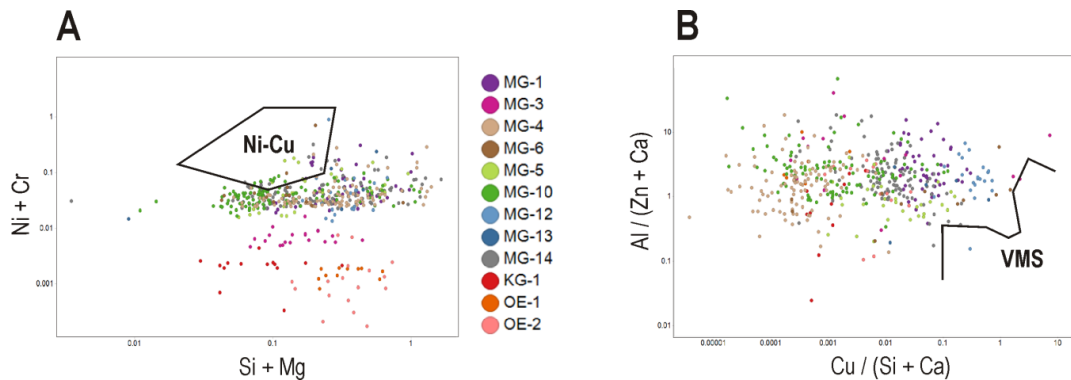 A
Ni + Cr
1
0.1
0.01
0.001
Ni-Cu
0.01
0.1
1
Si + Mg
MG-1
MG-3
MG-4
MG-6
MG-5
MG-10
MG-12
MG-13
MG-14
KG-1
OE-1
OE-2
B
Al / (Zn + Ca)
10
1
0.1
0.01
VMS
0.00001
0.0001
0.001
0.01
0.1
1
10
Cu / (Si + Ca)